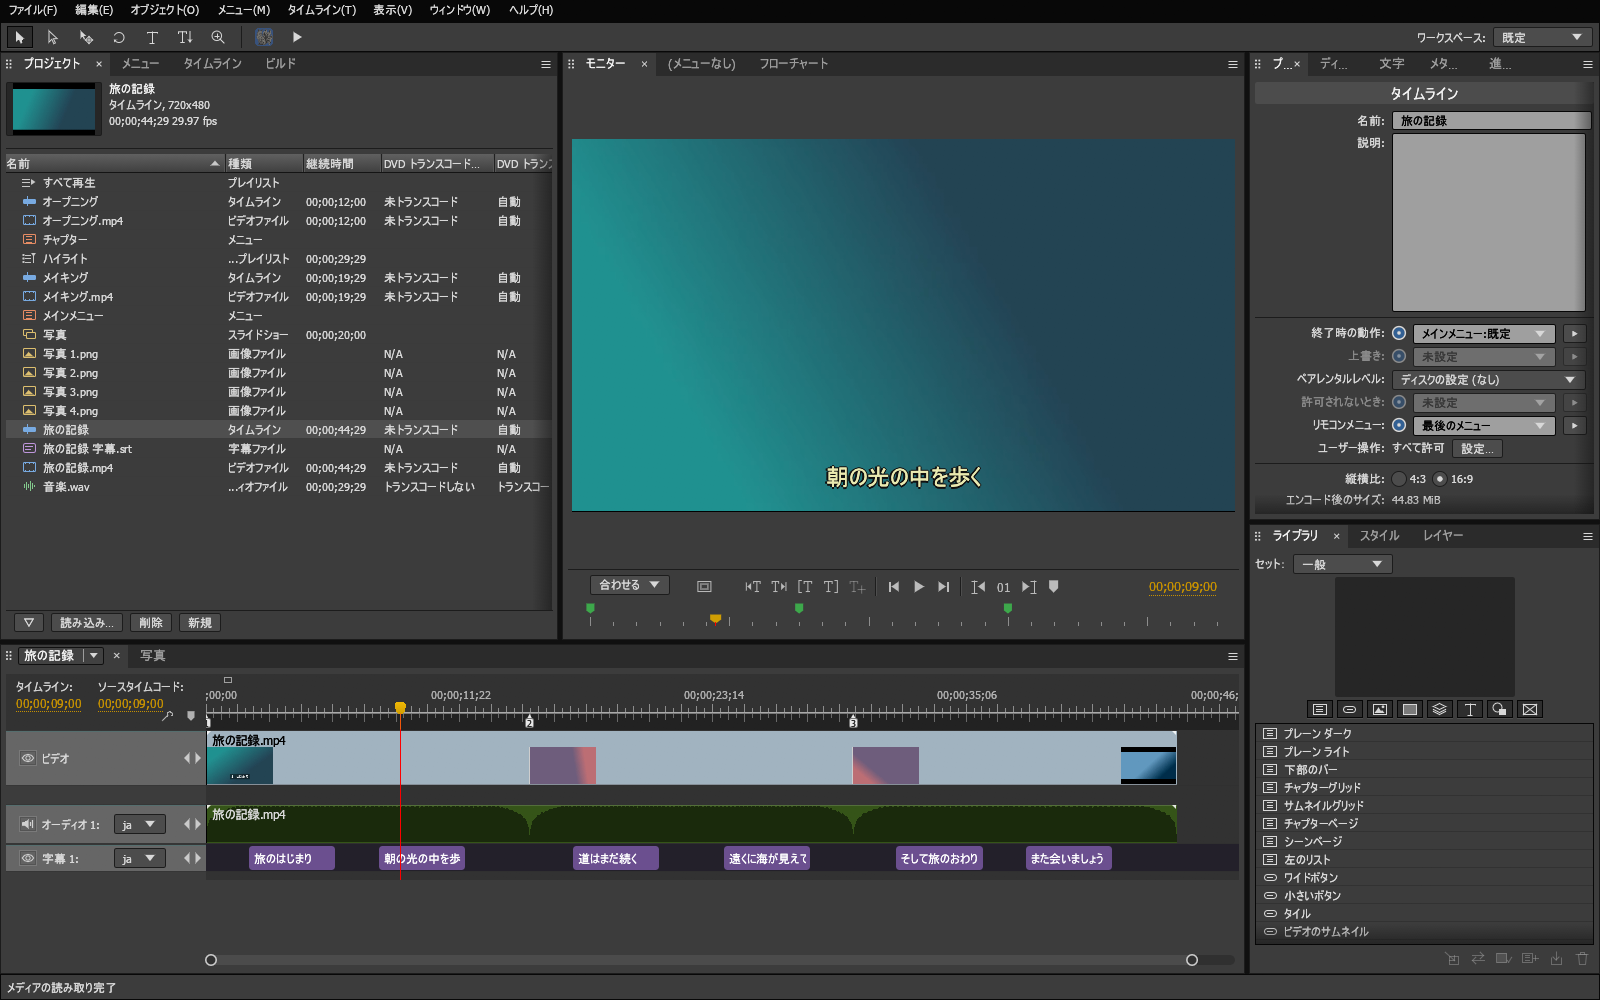 ファイル(F) 編集(E) オブジェクト(O) メニュー(M) タイムライン(T) 表示(V) ウィンドウ(W) ヘルプ(H)
ワークスペース: 既定
プロジェクト × メニュー タイムライン ビルド
旅の記録
タイムライン, 720x480
00;00;44;29 29.97 fps
名前 種類 継続時間 DVD トランスコード... DVD トランス
すべて再生 プレイリスト
オープニング タイムライン 00;00;12;00 未トランスコード 自動
オープニング.mp4 ビデオファイル 00;00;12;00 未トランスコード 自動
チャプター メニュー
ハイライト ...プレイリスト 00;00;29;29
メイキング タイムライン 00;00;19;29 未トランスコード 自動
メイキング.mp4 ビデオファイル 00;00;19;29 未トランスコード 自動
メインメニュー メニュー
写真 スライドショー 00;00;20;00
写真 1.png 画像ファイル N/A N/A
写真 2.png 画像ファイル N/A N/A
写真 3.png 画像ファイル N/A N/A
写真 4.png 画像ファイル N/A N/A
旅の記録 タイムライン 00;00;44;29 未トランスコード 自動
旅の記録 字幕.srt 字幕ファイル N/A N/A
旅の記録.mp4 ビデオファイル 00;00;44;29 未トランスコード 自動
音楽.wav ...ィオファイル 00;00;29;29 トランスコードしない トランスコー
読み込み... 削除 新規
モニター × (メニューなし) フローチャート
朝の光の中を歩く
合わせる 01 00;00;09;00
プ...× ディ... 文字 メタ... 進...
タイムライン
名前: 旅の記録
説明:
終了時の動作: メインメニュー:既定
上書き: 未設定
ペアレンタルレベル: ディスクの設定 (なし)
許可されないとき: 未設定
リモコンメニュー: 最後のメニュー
ユーザー操作: すべて許可 設定...
縦横比: 4:3 16:9
エンコード後のサイズ: 44.83 MiB
ライブラリ × スタイル レイヤー
セット: 一般
プレーン ダーク
プレーン ライト
下部のバー
チャプターグリッド
サムネイルグリッド
チャプターページ
シーンページ
左のリスト
ワイドボタン
小さいボタン
タイル
ビデオのサムネイル
旅の記録 × 写真
タイムライン: ソースタイムコード:
00;00;09;00 00;00;09;00
;00;00 00;00;11;22 00;00;23;14 00;00;35;06 00;00;46;
1 2 3
ビデオ 旅の記録.mp4
オーディオ 1: ja 旅の記録.mp4
字幕 1: ja 旅のはじまり 朝の光の中を歩 道はまだ続く 遠くに海が見えて そして旅のおわり また会いましょう
メディアの読み取り完了